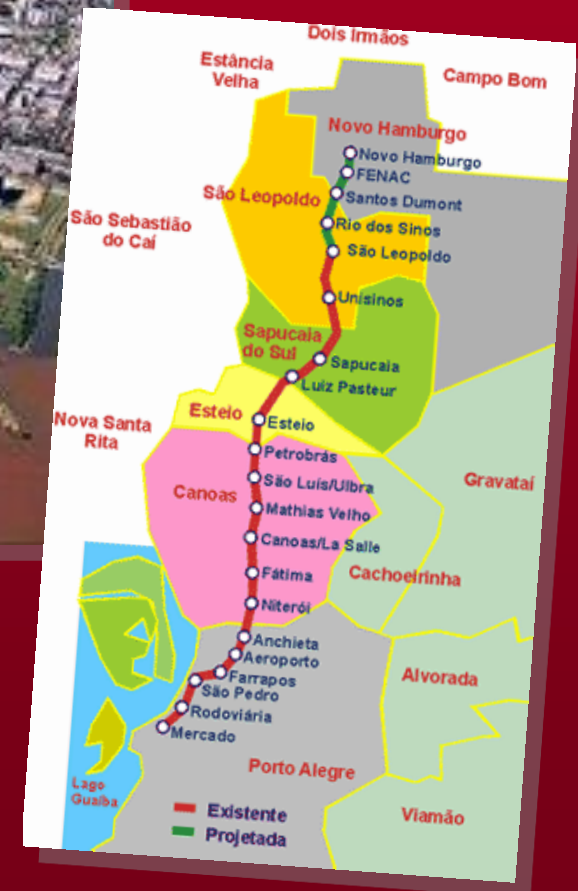 Dois Irmãos
Estância
Velha
Campo Bom
Novo Hamburgo
Novo Hamburgo
FENAC
São Leopoldo
Santos Dumont
São Sebastião
do Caí
Rio dos Sinos
São Leopoldo
Unisinos
Sapucaia
do Sul
Sapucaia
Luiz Pasteur
Esteio
Esteio
Nova Santa
Rita
Petrobrás
Gravataí
Canoas
São Luís/Ulbra
Mathias Velho
Canoas/La Salle
Cachoeirinha
Fátima
Niterói
Anchieta
Aeroporto
Farrapos
São Pedro
Alvorada
Rodoviária
Mercado
Porto Alegre
Lago
Guaíba
Viamão
Existente
Projetada